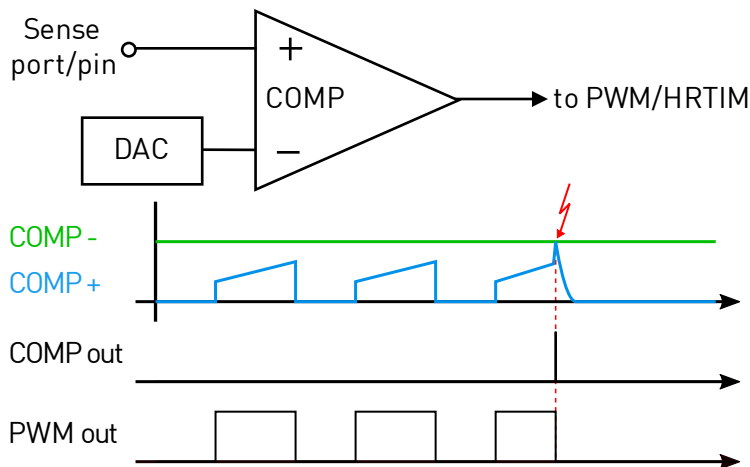 Sense
port/pin
+
COMP
to PWM/HRTIM
DAC
−
COMP -
COMP +
COMP out
PWM out